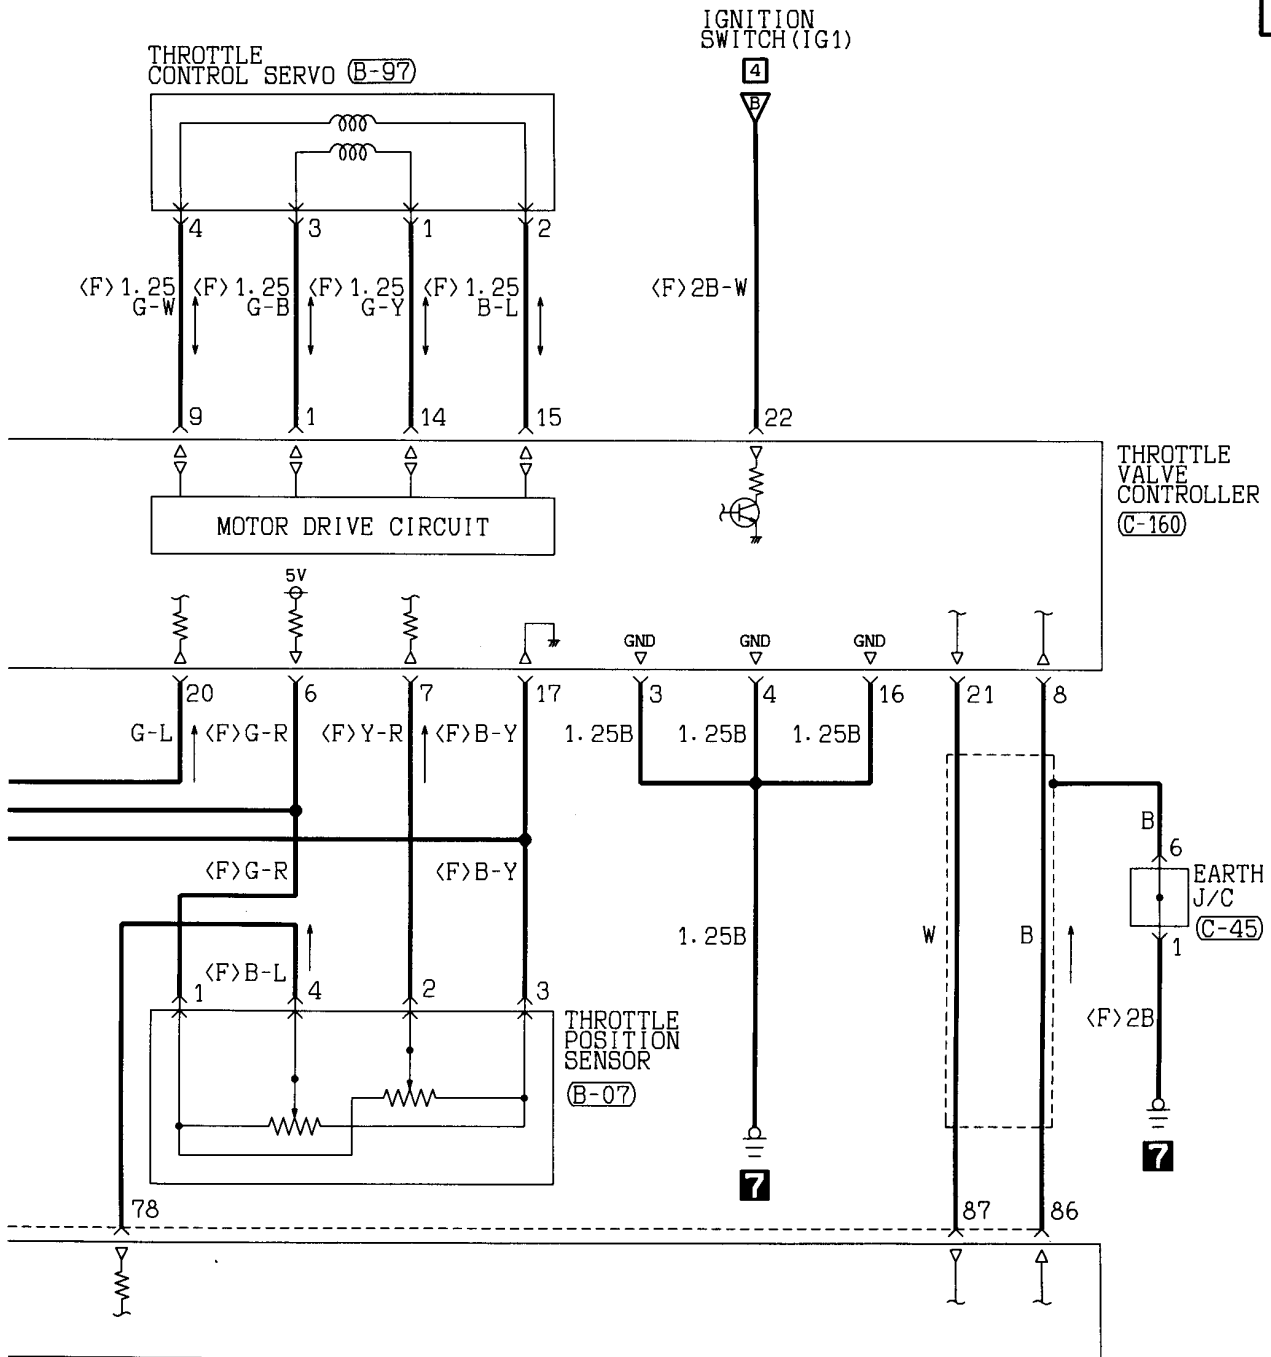 IGNITION
SWITCH(IG1)
4
B
THROTTLE
CONTROL SERVO (B-97)
4 3 1 2
<F>1.25 <F>1.25 <F>1.25 <F>1.25 <F>2B-W
G-W G-B G-Y B-L
9 1 14 15 22
THROTTLE
VALVE
CONTROLLER
C-160
MOTOR DRIVE CIRCUIT
5V
GND GND GND
20 6 7 17 3 4 16 21 8
G-L <F>G-R <F>Y-R <F>B-Y 1.25B 1.25B 1.25B
B
6
<F>G-R <F>B-Y
EARTH
J/C
C-45
1.25B W B
1
<F>B-L
1 4 2 3
<F>2B
THROTTLE
POSITION
SENSOR
B-07
7
7
78 87 86